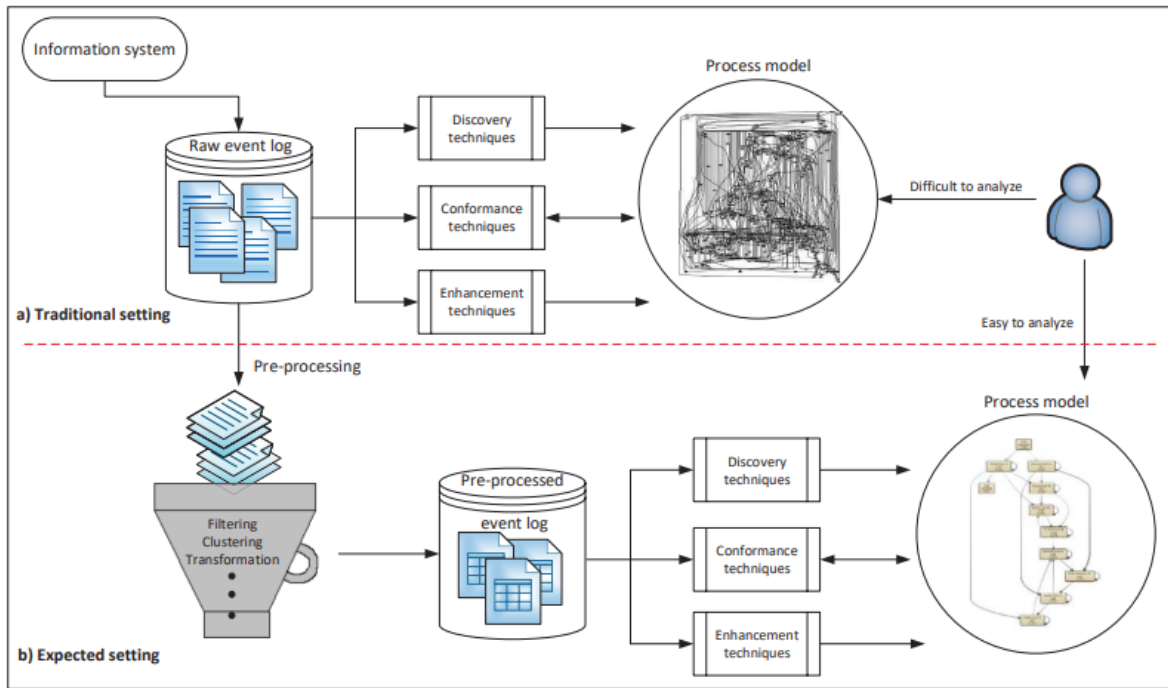 Information system
Process model
Raw event log
Discovery
techniques
Conformance
techniques
Enhancement
techniques
Difficult to analyze
a) Traditional setting
Easy to analyze
Pre-processing
Process model
Filtering
Clustering
Transformation
Pre-processed
event log
Discovery
techniques
Conformance
techniques
Enhancement
techniques
b) Expected setting